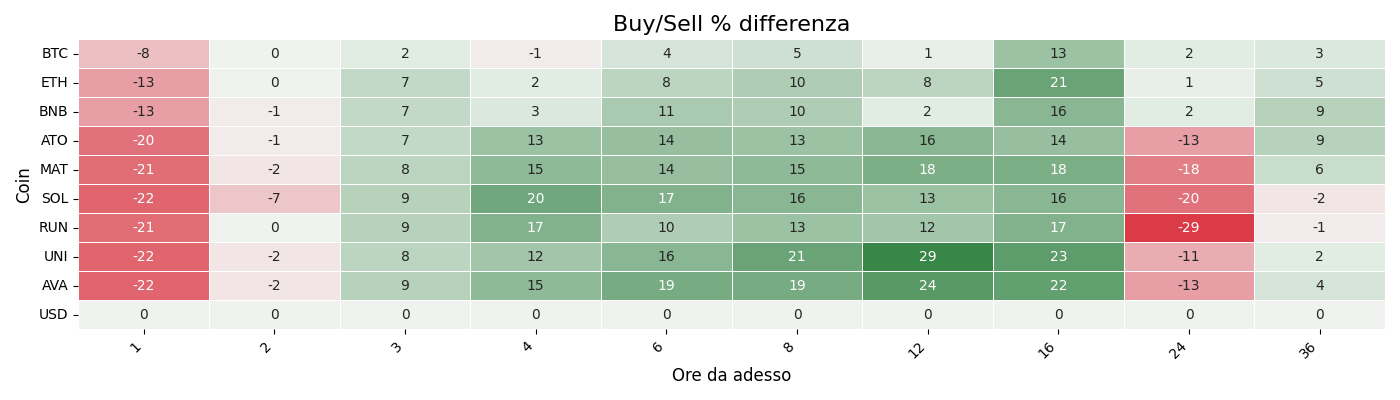 Buy/Sell % differenza
Coin
BTC -8 0 2 -1 4 5 1 13 2 3
ETH -13 0 7 2 8 10 8 21 1 5
BNB -13 -1 7 3 11 10 2 16 2 9
ATO -20 -1 7 13 14 13 16 14 -13 9
MAT -21 -2 8 15 14 15 18 18 -18 6
SOL -22 -7 9 20 17 16 13 16 -20 -2
RUN -21 0 9 17 10 13 12 17 -29 -1
UNI -22 -2 8 12 16 21 29 23 -11 2
AVA -22 -2 9 15 19 19 24 22 -13 4
USD 0 0 0 0 0 0 0 0 0 0
1 2 3 4 6 8 12 16 24 36
Ore da adesso